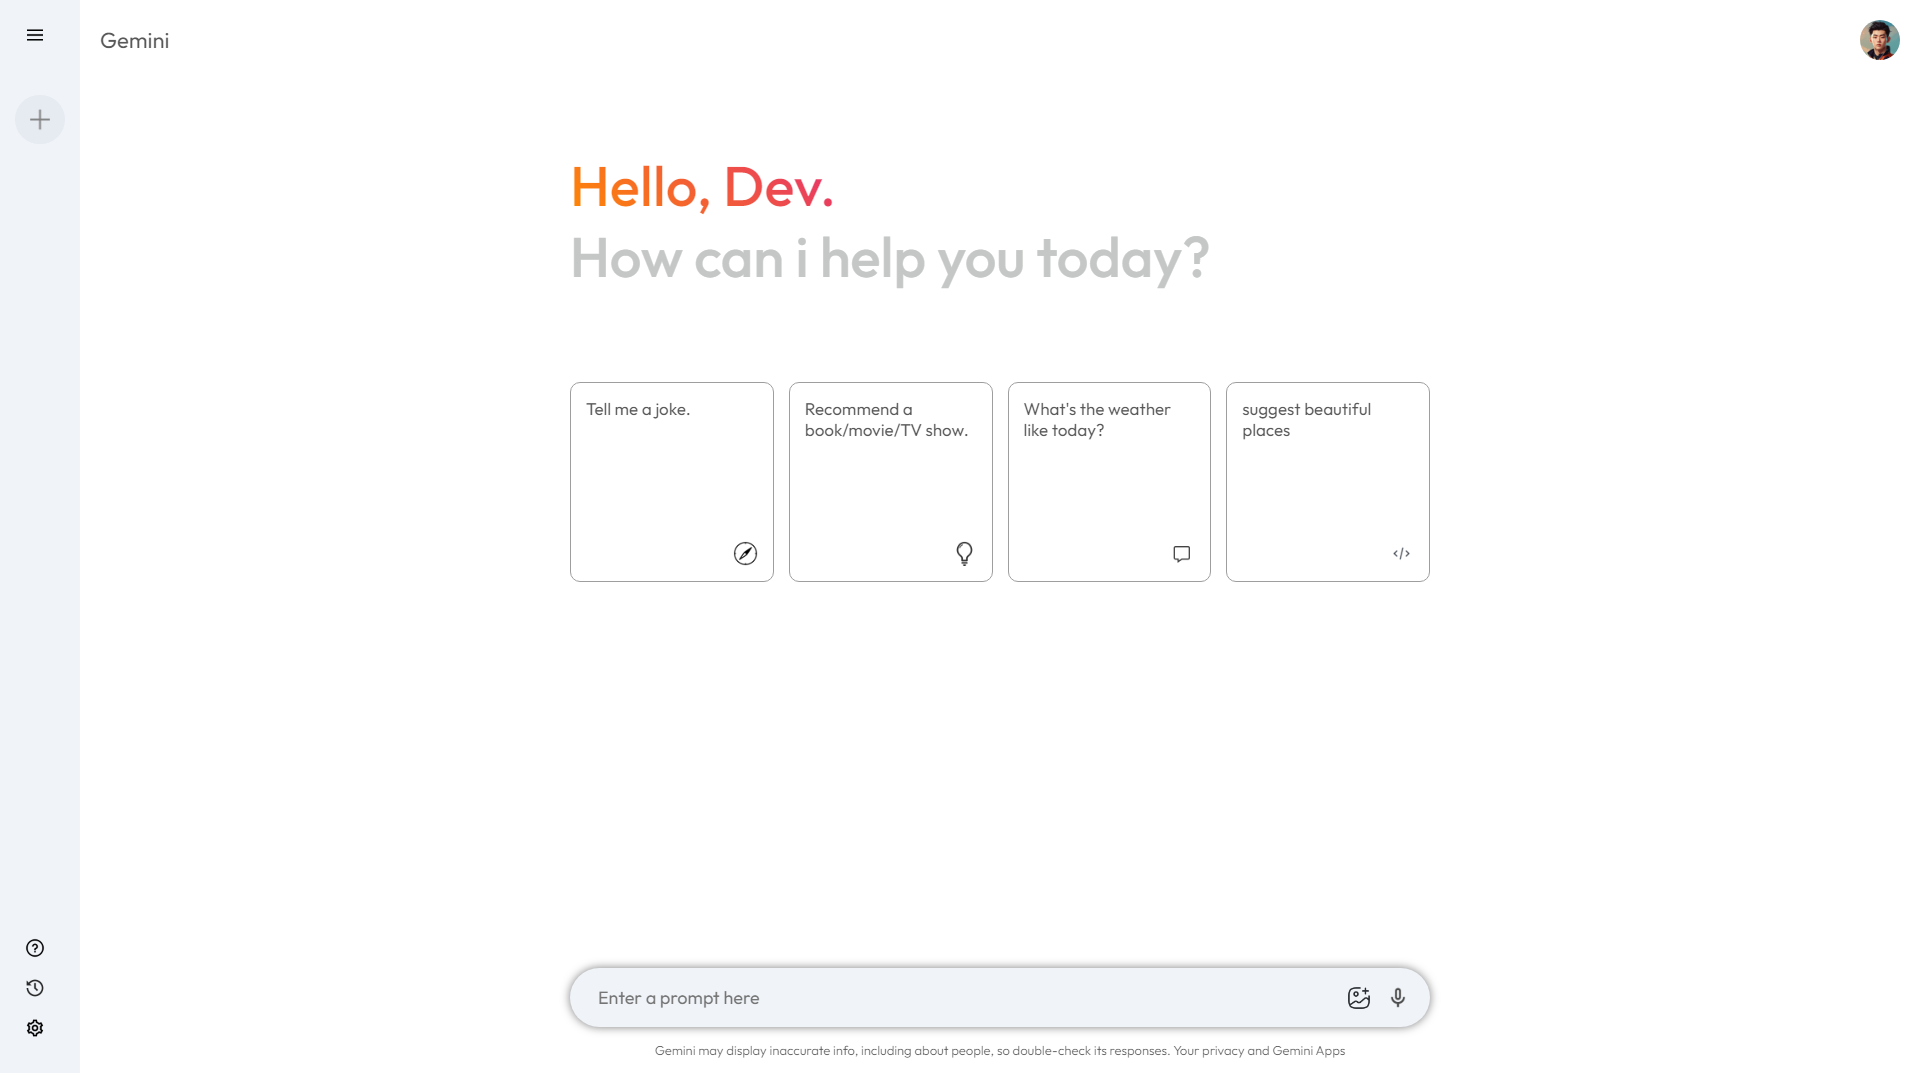 Gemini
Hello, Dev.
How can i help you today?
Tell me a joke.
Recommend a
book/movie/TV show.
What's the weather
like today?
suggest beautiful
places
Enter a prompt here
Gemini may display inaccurate info, including about people, so double-check its responses. Your privacy and Gemini Apps